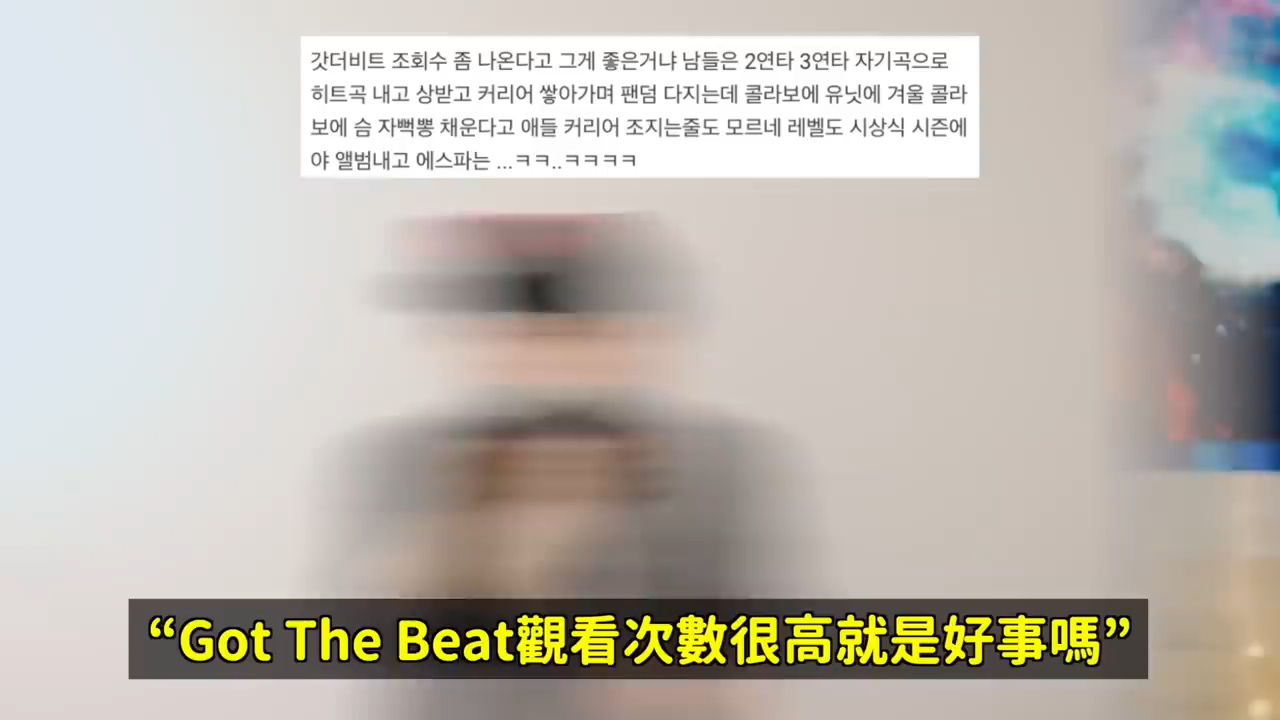 갓더비트 조회수 좀 나온다고 그게 좋은거냐 남들은 2연타 3연타 자기곡으로
히트곡 내고 상받고 커리어 쌓아가며 팬덤 다지는데 콜라보에 유닛에 겨울 콜라
보에 슴 자뻑뽕 채운다고 애들 커리어 조지는줄도 모르네 레벨도 시상식 시즌에
야 앨범내고 에스파는 ...ㅋㅋ..ㅋㅋㅋㅋ
“Got The Beat觀看次數很高就是好事嗎”